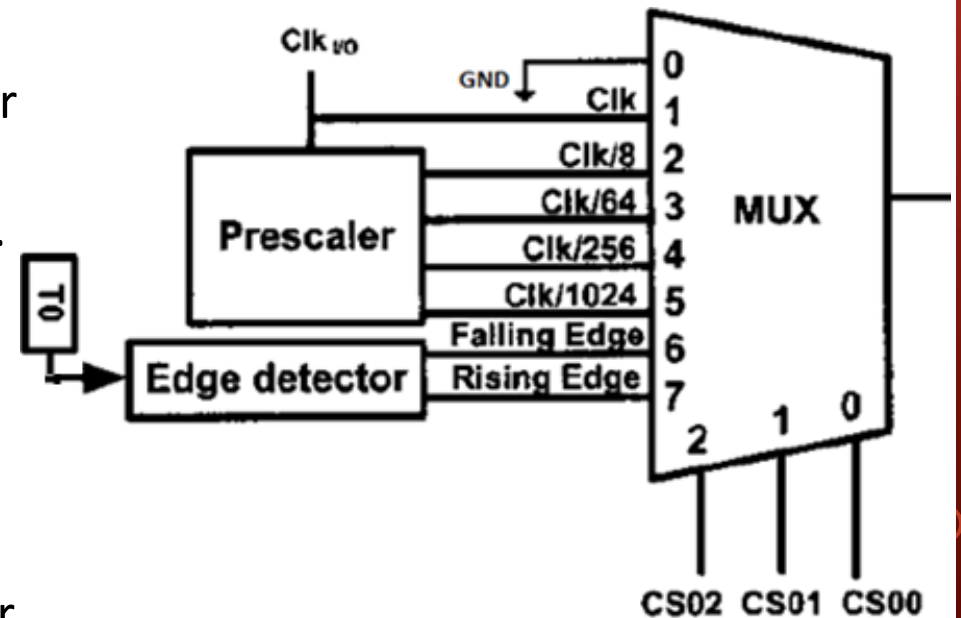 Clk I/O
r
GND
0
Clk
1
Clk/8
2
Clk/64
3
Prescaler
MUX
.
Clk/256
4
T0
Clk/1024
5
Falling Edge
6
Edge detector
Rising Edge
7
2
1
0
r
CS02 CS01 CS00